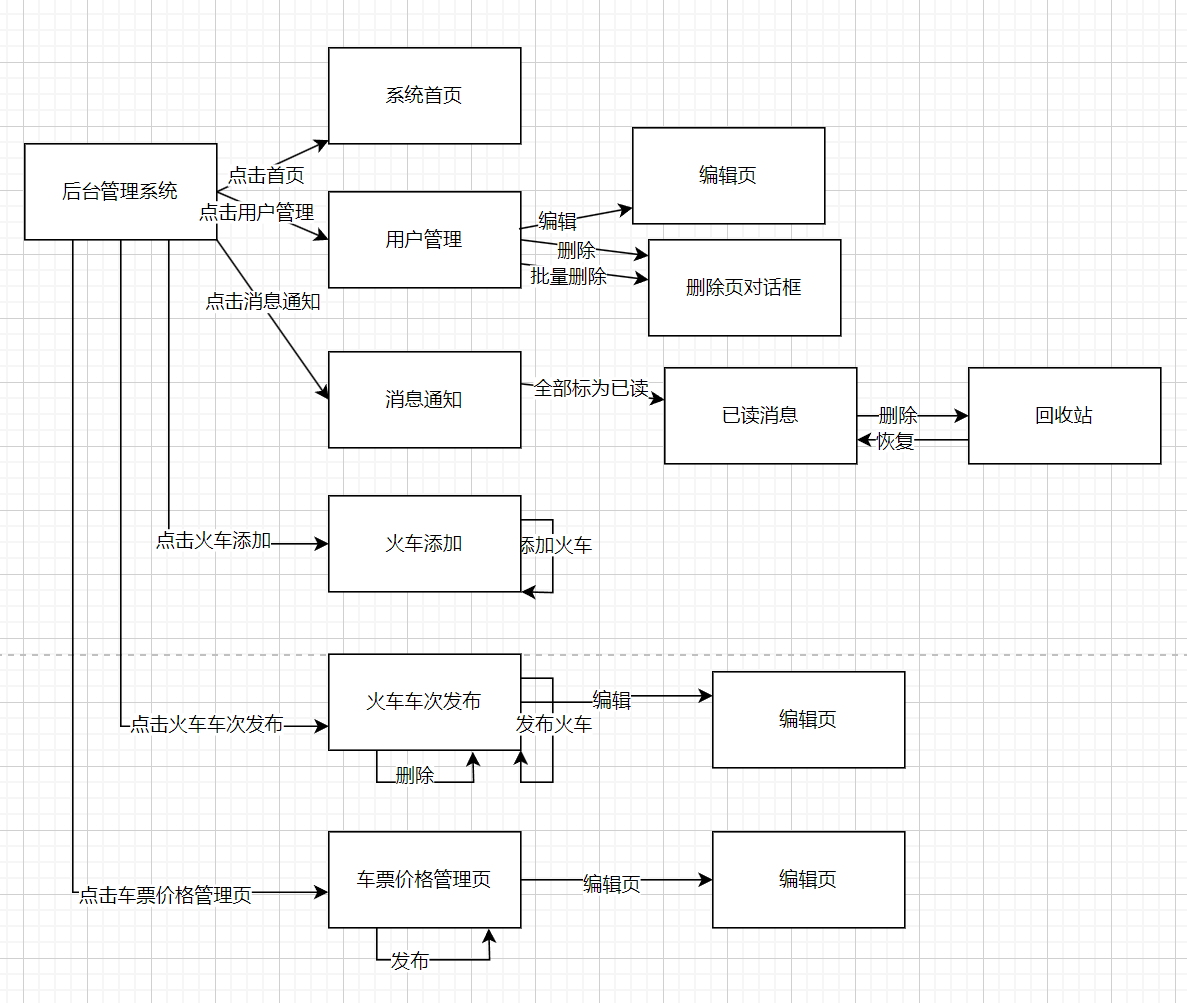 系统首页
编辑页
后台管理系统
点击首页
点击用户管理
用户管理
编辑
删除
批量删除
删除页对话框
点击消息通知
消息通知
全部标为已读
已读消息
删除
恢复
回收站
点击火车添加
火车添加
添加火车
火车车次发布
编辑
编辑页
点击火车车次发布
发布火车
删除
车票价格管理页
编辑页
编辑页
点击车票价格管理页
发布